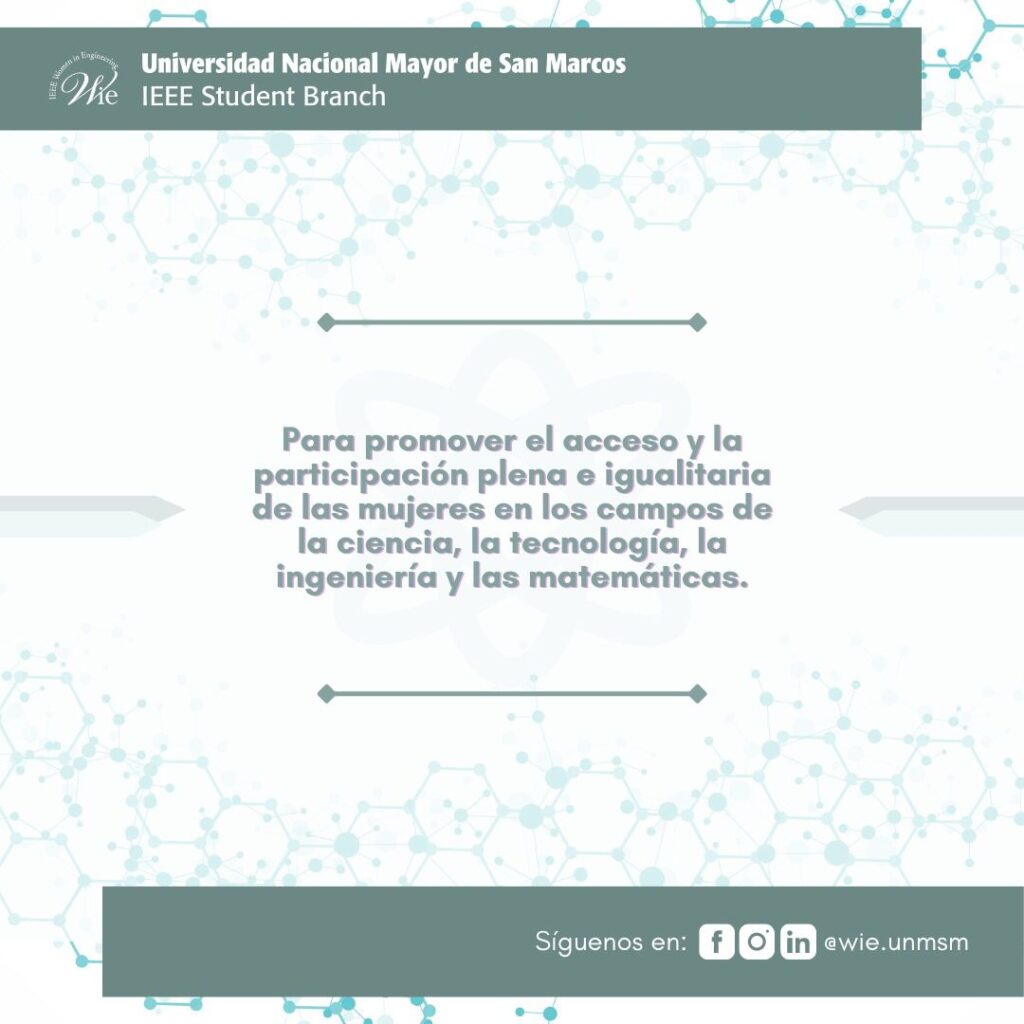 IEEE Women in Engineering
Wie
Universidad Nacional Mayor de San Marcos
IEEE Student Branch
Para promover el acceso y la
participación plena e igualitaria
de las mujeres en los campos de
la ciencia, la tecnología, la
ingeniería y las matemáticas.
Síguenos en: f in @wie.unmsm